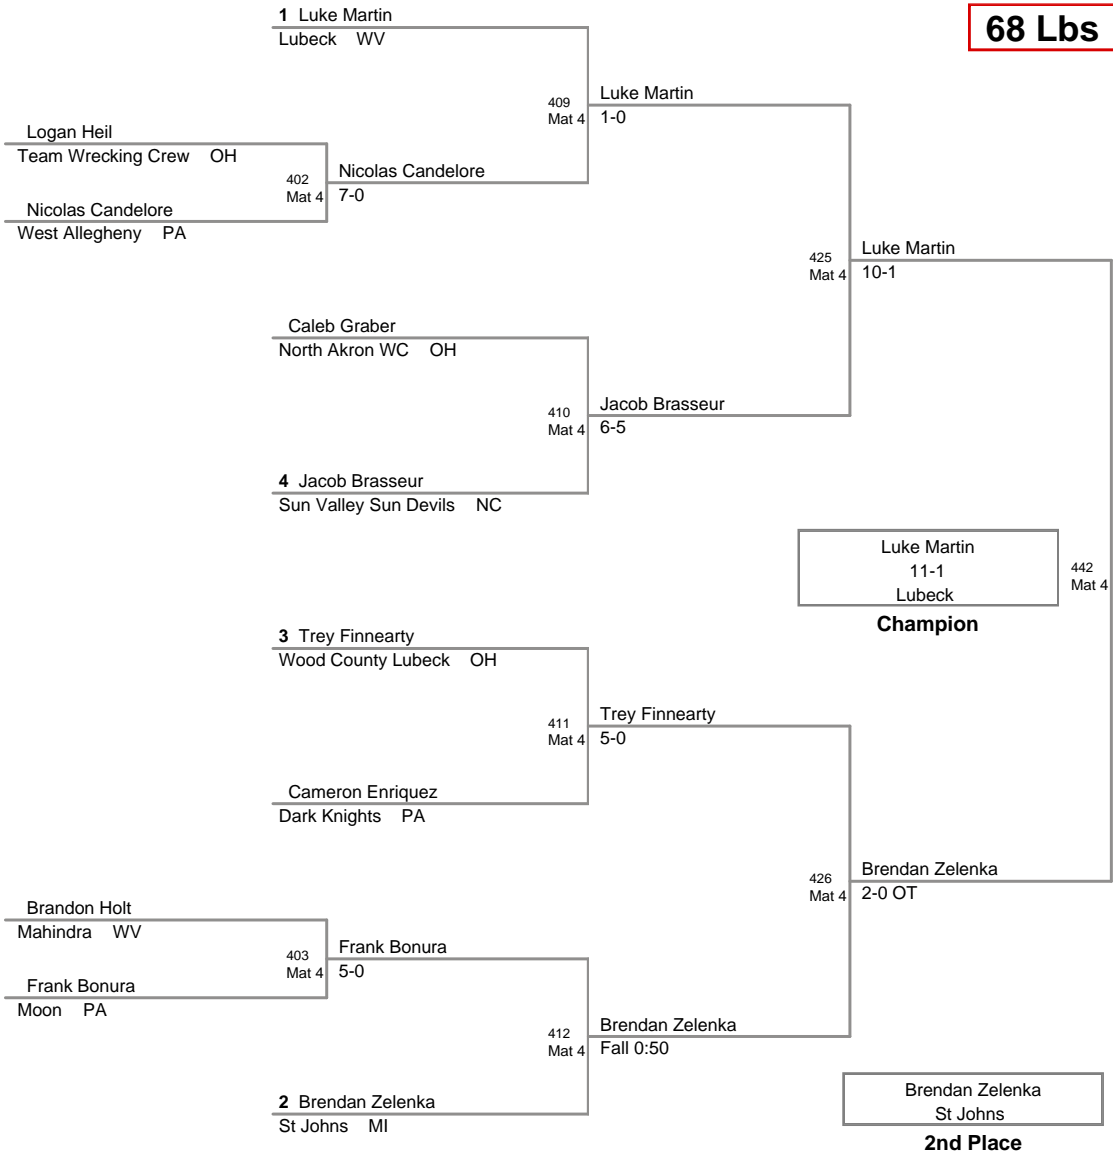 68 Lbs
1 Luke Martin
Lubeck WV
409
Mat 4
Luke Martin
1-0
Logan Heil
Team Wrecking Crew OH
402
Mat 4
Nicolas Candelore
7-0
Nicolas Candelore
West Allegheny PA
425
Mat 4
Luke Martin
10-1
Caleb Graber
North Akron WC OH
410
Mat 4
Jacob Brasseur
6-5
4 Jacob Brasseur
Sun Valley Sun Devils NC
Luke Martin
11-1
Lubeck
Champion
442
Mat 4
3 Trey Finnearty
Wood County Lubeck OH
411
Mat 4
Trey Finnearty
5-0
Cameron Enriquez
Dark Knights PA
426
Mat 4
Brendan Zelenka
2-0 OT
Brandon Holt
Mahindra WV
403
Mat 4
Frank Bonura
5-0
Frank Bonura
Moon PA
412
Mat 4
Brendan Zelenka
Fall 0:50
2 Brendan Zelenka
St Johns MI
Brendan Zelenka
St Johns
2nd Place